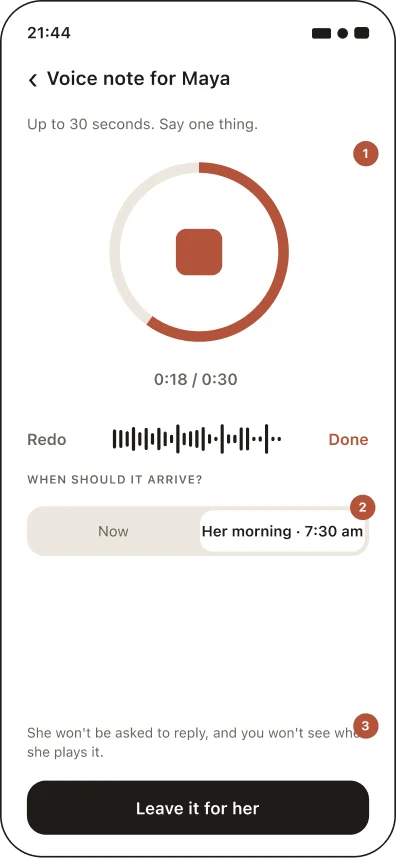 21:44
Voice note for Maya
Up to 30 seconds. Say one thing.
1
0:18 / 0:30
Redo
Done
WHEN SHOULD IT ARRIVE?
2
Now
Her morning · 7:30 am
3
She won't be asked to reply, and you won't see
she plays it.
Leave it for her